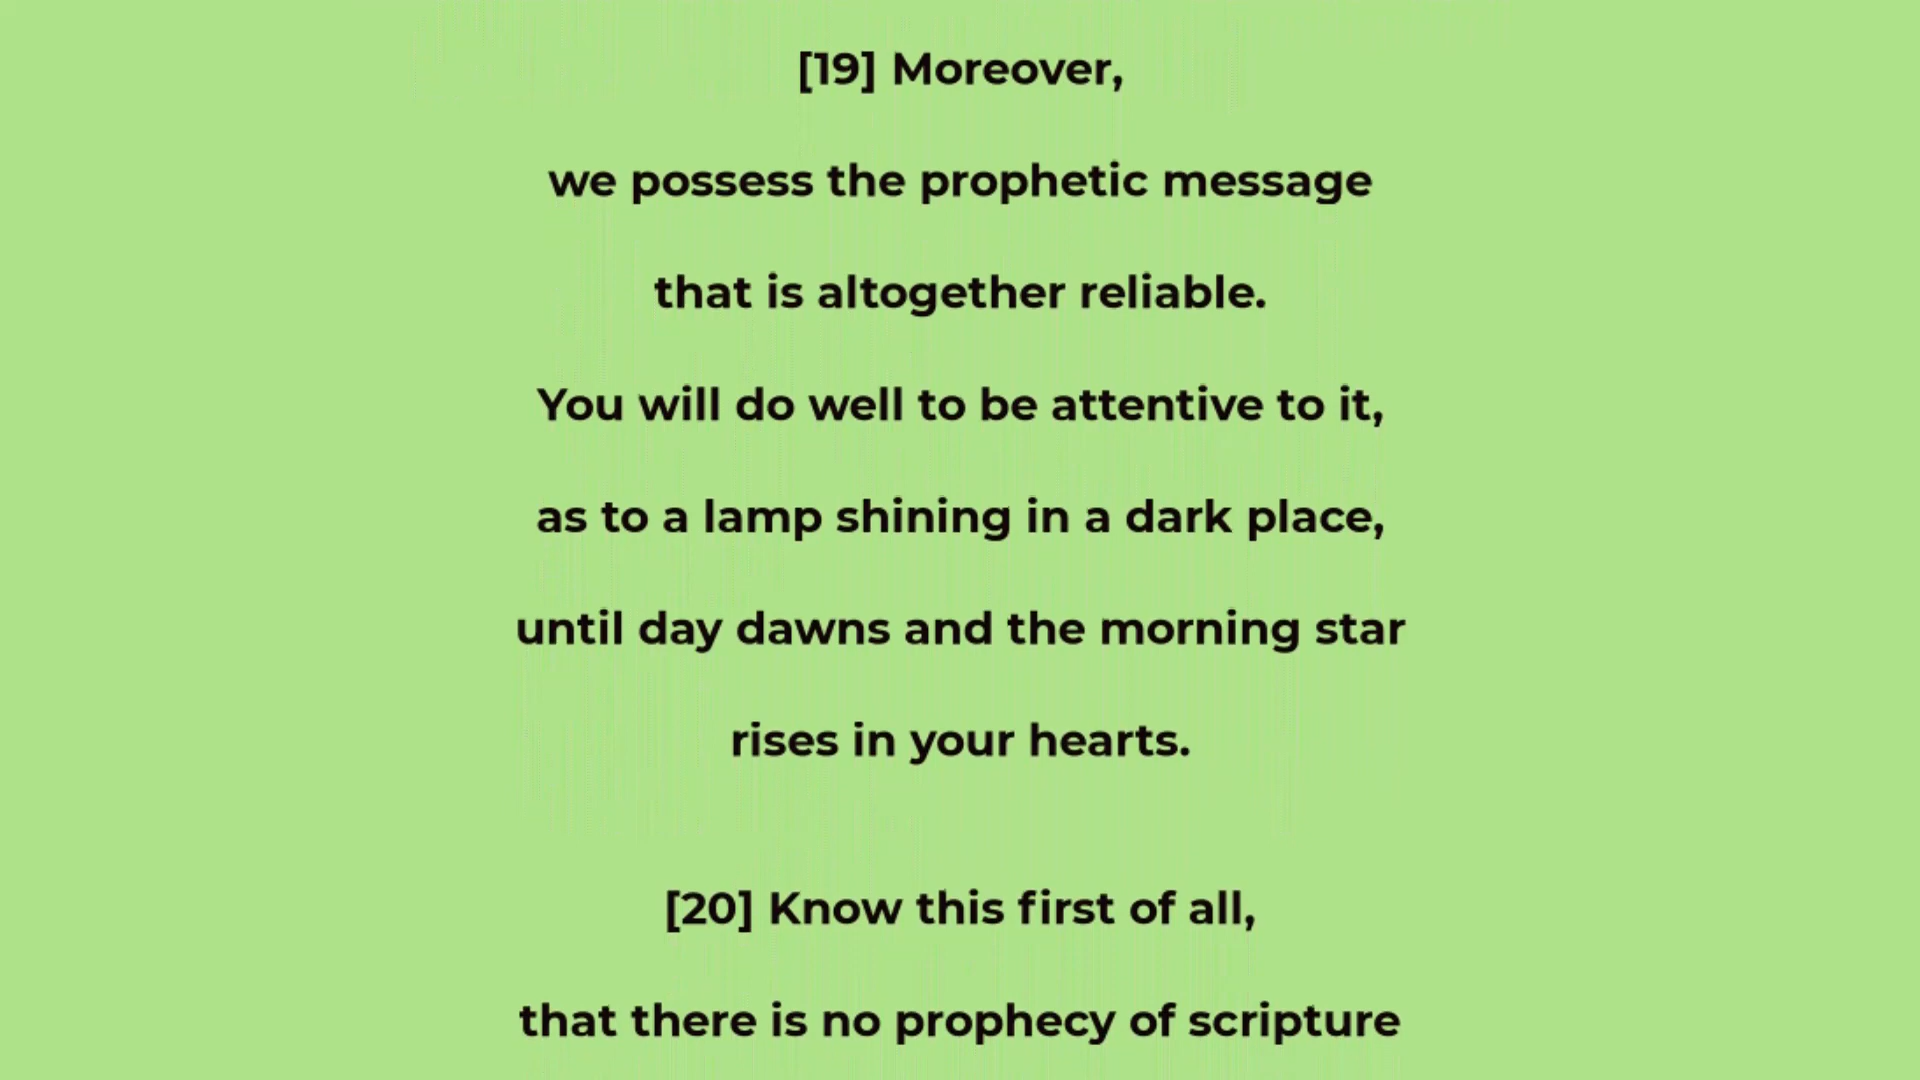 [19] Moreover,
we possess the prophetic message
that is altogether reliable.
You will do well to be attentive to it,
as to a lamp shining in a dark place,
until day dawns and the morning star
rises in your hearts.
[20] Know this first of all,
that there is no prophecy of scripture